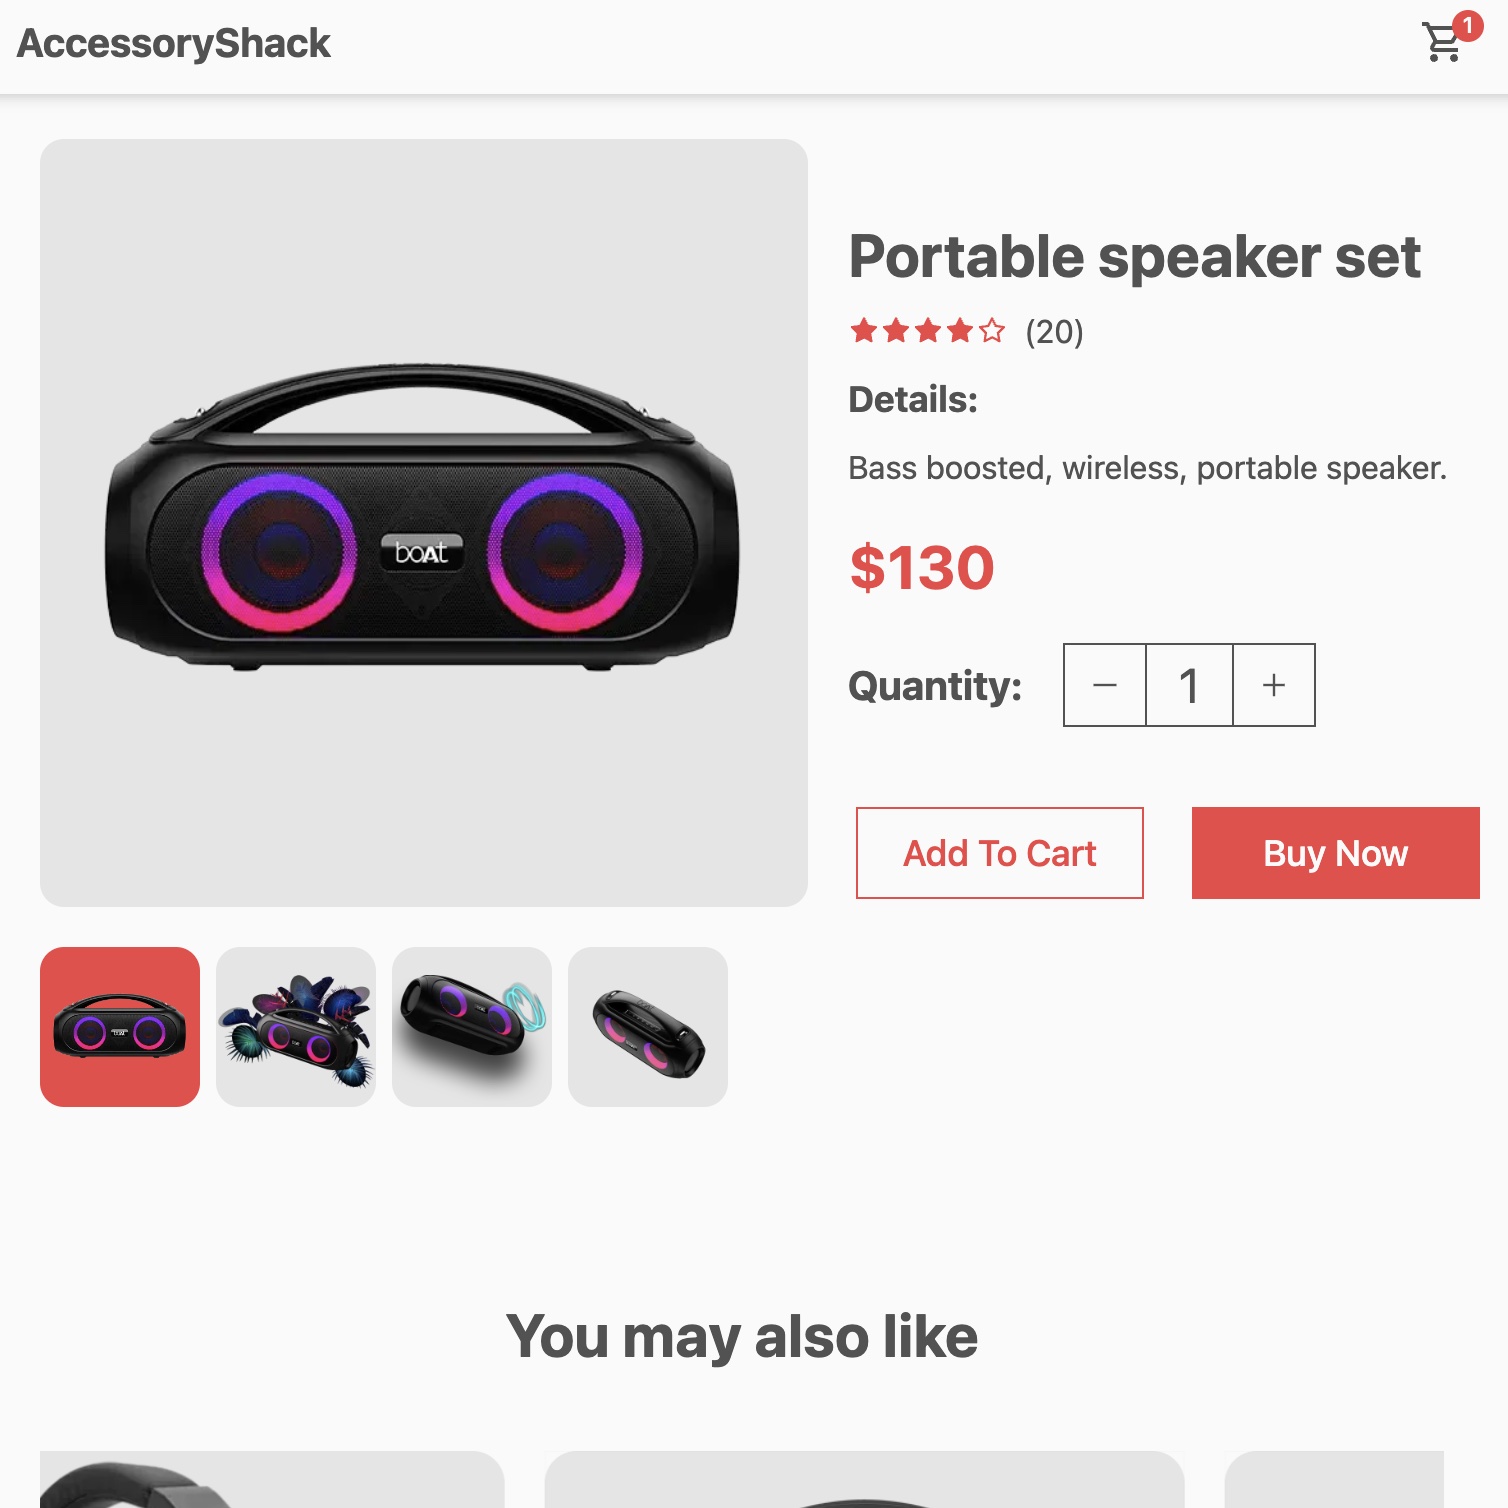 AccessoryShack
1
boAt
Portable speaker set
(20)
Details:
Bass boosted, wireless, portable speaker.
$130
Quantity:
− 1 +
Add To Cart
Buy Now
You may also like